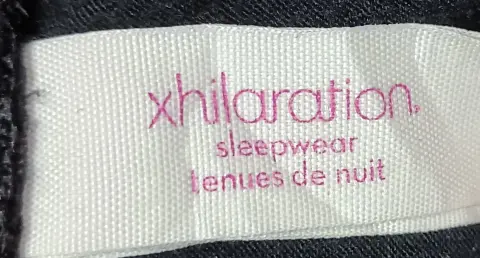 xhilaration
sleepwear
tenues de nuit